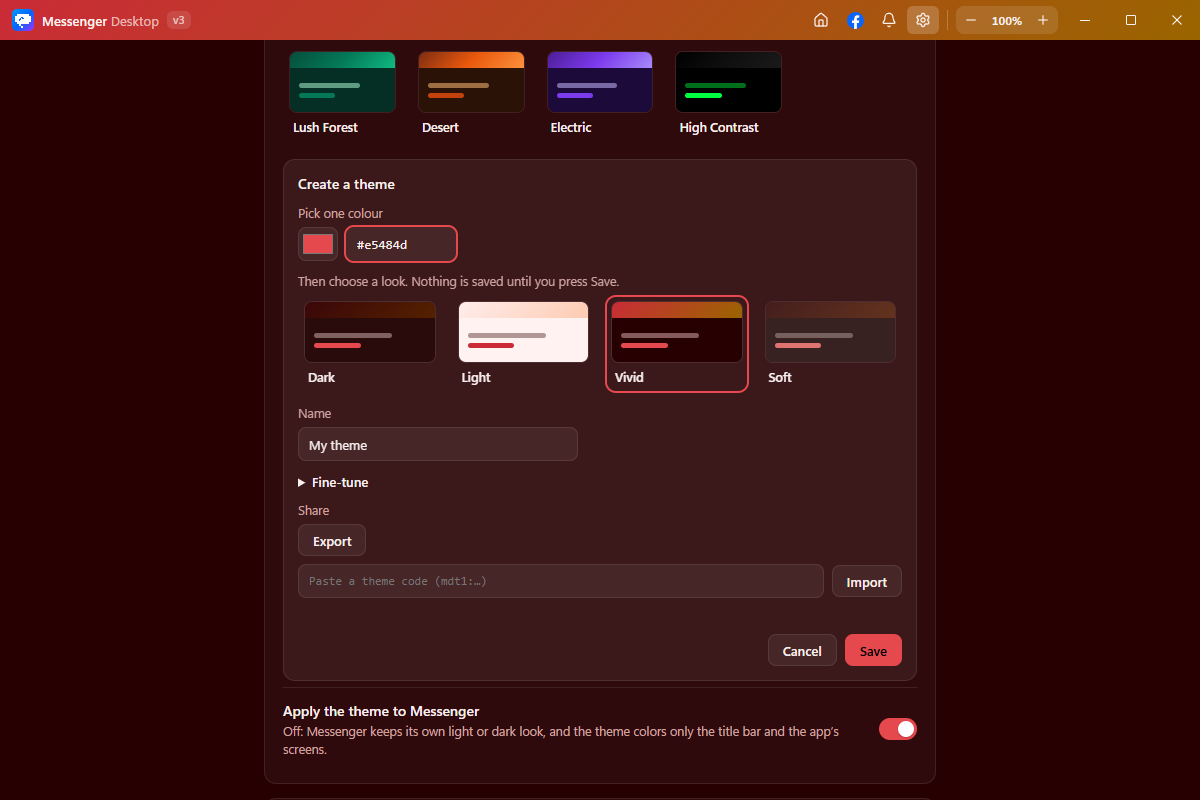 Messenger Desktop v3
100%
Lush Forest
Desert
Electric
High Contrast
Create a theme
Pick one colour
#e5484d
Then choose a look. Nothing is saved until you press Save.
Dark
Light
Vivid
Soft
Name
My theme
Fine-tune
Share
Export
Paste a theme code (mdt1:…)
Import
Cancel
Save
Apply the theme to Messenger
Off: Messenger keeps its own light or dark look, and the theme colors only the title bar and the app's
screens.